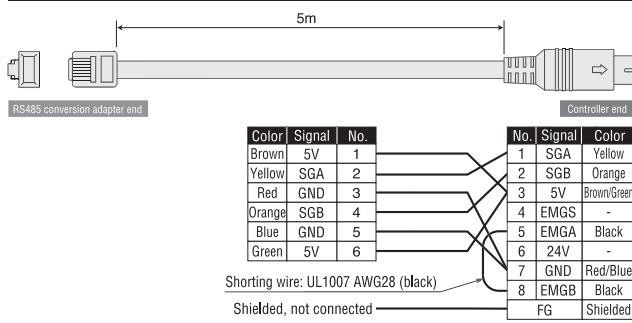 5m
RS485 conversion adapter end
Controller end
Color Signal No.
Brown 5V 1
Yellow SGA 2
Red GND 3
Orange SGB 4
Blue GND 5
Green 5V 6
No. Signal Color
1 SGA Yellow
2 SGB Orange
3 5V Brown/Green
4 EMGS -
5 EMGA Black
6 24V -
7 GND Red/Blue
8 EMGB Black
FG Shielded
Shorting wire: UL1007 AWG28 (black)
Shielded, not connected